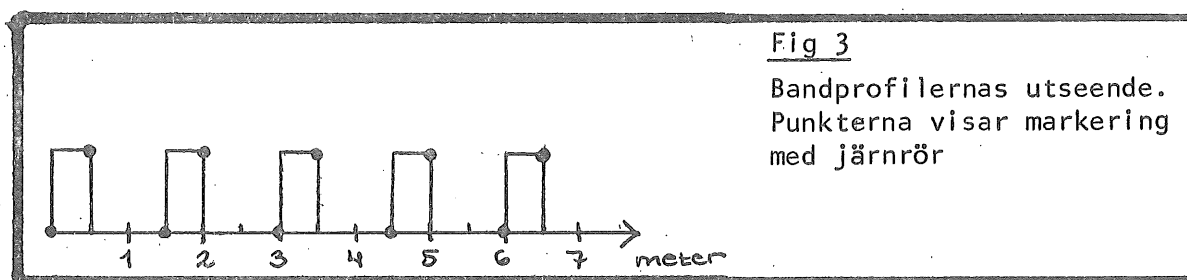 Fig 3
Bandprofilernas utseende.
Punkterna visar markering
med järnrör
1 2 3 4 5 6 7 meter